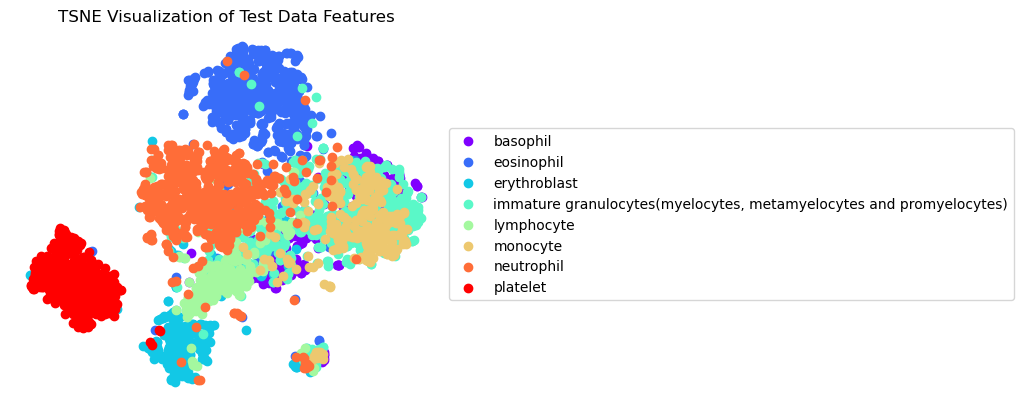 TSNE Visualization of Test Data Features
basophil
eosinophil
erythroblast
immature granulocytes(myelocytes, metamyelocytes and promyelocytes)
lymphocyte
monocyte
neutrophil
platelet